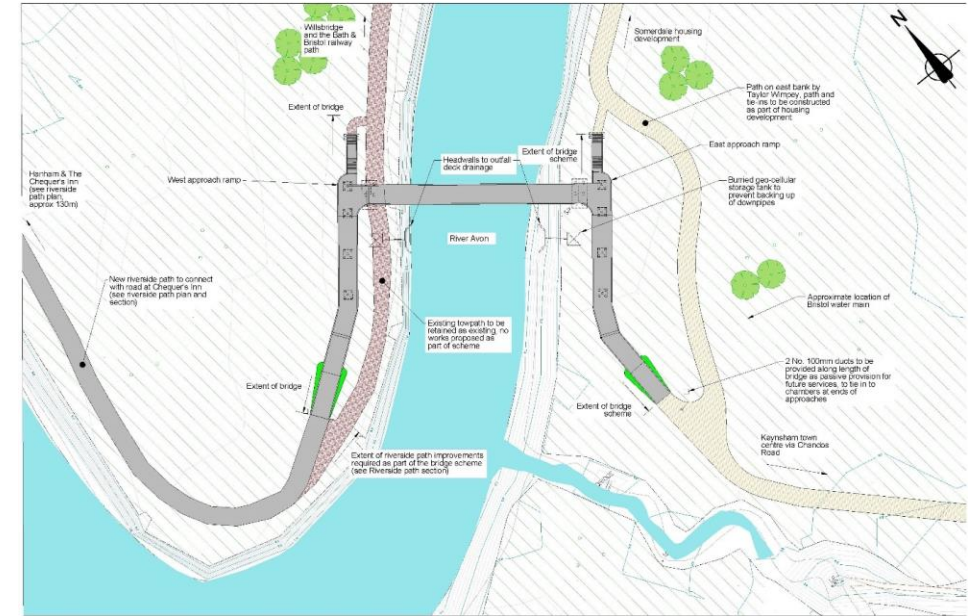 Willsbridge
and the Bath &
Bristol railway
path
Somerdale housing
development
N
Path on east bank by
Taylor Wimpey, path and
tie-ins to be constructed
as part of housing
development
Extent of bridge
Headwalls to outfall
deck drainage
Extent of bridge
scheme
East approach ramp
West approach ramp
Hanham & The
Chequer's Inn
(see riverside
path plan,
approx 130m)
Burried geo-cellular
storage tank to
prevent backing up
of downpipes
River Avon
New riverside path to connect
with road at Chequer's Inn
(see riverside path plan and
section)
Existing towpath to be
retained as existing, no
works proposed as
part of scheme
Approximate location of
Bristol water main
2 No. 100mm ducts to be
provided along length of
bridge as passive provision for
future services, to tie in to
chambers at ends of
approaches
Extent of bridge
Extent of bridge
scheme
Extent of riverside path improvements
required as part of the bridge scheme
(see Riverside path section)
Kaynsham town
centre via Chandos
Road